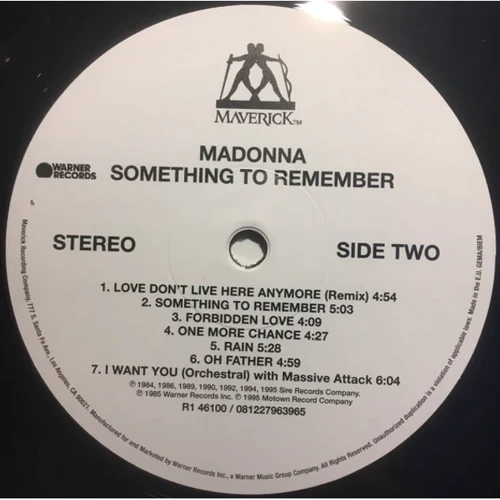 MAVERICK™
MADONNA
WARNER RECORDS
SOMETHING TO REMEMBER
STEREO
SIDE TWO
1. LOVE DON'T LIVE HERE ANYMORE (Remix) 4:54
2. SOMETHING TO REMEMBER 5:03
3. FORBIDDEN LOVE 4:09
4. ONE MORE CHANCE 4:27
5. RAIN 5:28
6. OH FATHER 4:59
7. I WANT YOU (Orchestral) with Massive Attack 6:04
℗ 1984, 1986, 1989, 1990, 1992, 1994, 1995 Sire Records Company.
℗ 1985 Warner Records Inc. ℗ 1995 Motown Record Company
R1 46100 / 081227963965
Maverick Recording Company, 777 S. Santa Fe Ave., Los Angeles, CA 90021. Manufactured for and Marketed by Warner Records Inc., a Warner Music Group Company. All Rights Reserved. Unauthorized duplication is a violation of applicable laws. Made in the E.U. GEMA/BIEM